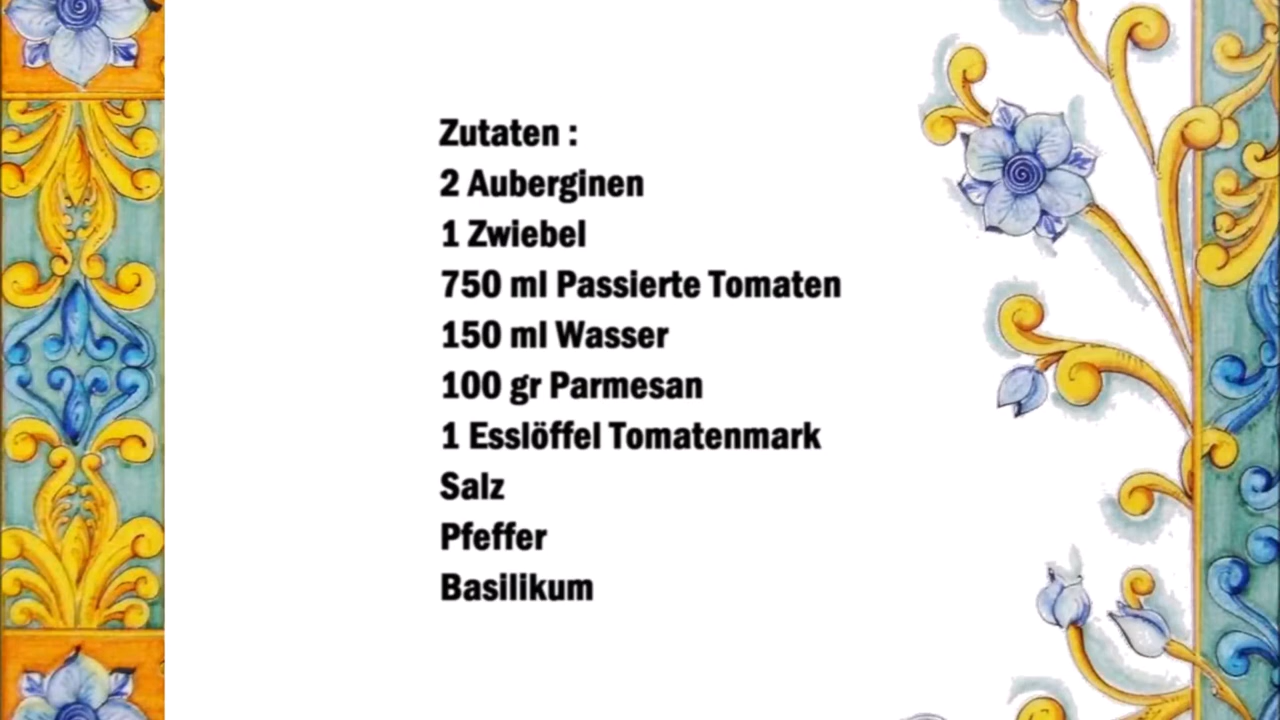 Zutaten :
2 Auberginen
1 Zwiebel
750 ml Passierte Tomaten
150 ml Wasser
100 gr Parmesan
1 Esslöffel Tomatenmark
Salz
Pfeffer
Basilikum